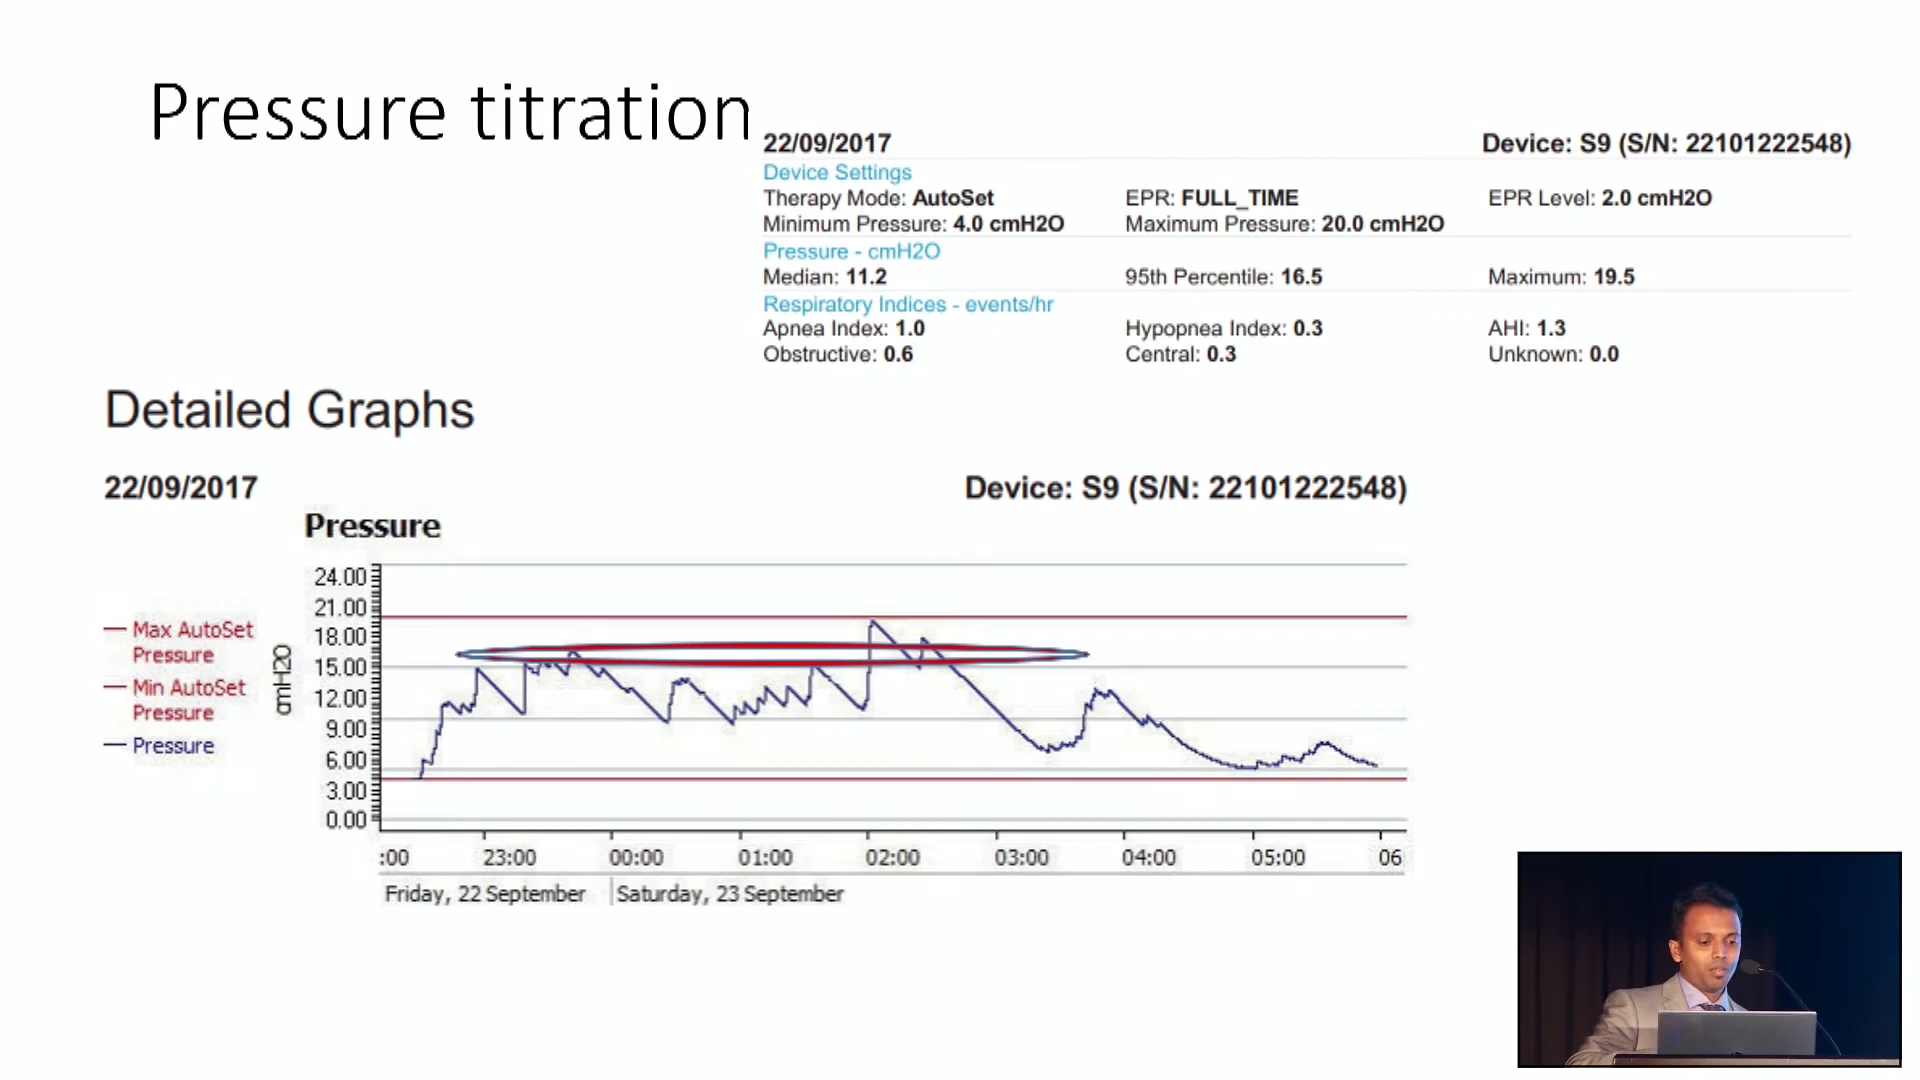 Pressure titration
22/09/2017 Device: S9 (S/N: 22101222548)
Device Settings
Therapy Mode: AutoSet EPR: FULL_TIME EPR Level: 2.0 cmH2O
Minimum Pressure: 4.0 cmH2O Maximum Pressure: 20.0 cmH2O
Pressure - cmH2O
Median: 11.2 95th Percentile: 16.5 Maximum: 19.5
Respiratory Indices - events/hr
Apnea Index: 1.0 Hypopnea Index: 0.3 AHI: 1.3
Obstructive: 0.6 Central: 0.3 Unknown: 0.0
Detailed Graphs
22/09/2017 Device: S9 (S/N: 22101222548)
Pressure
Max AutoSet
Pressure
Min AutoSet
Pressure
Pressure
cmH2O
24.00
21.00
18.00
15.00
12.00
9.00
6.00
3.00
0.00
:00 23:00 00:00 01:00 02:00 03:00 04:00 05:00 06
Friday, 22 September Saturday, 23 September